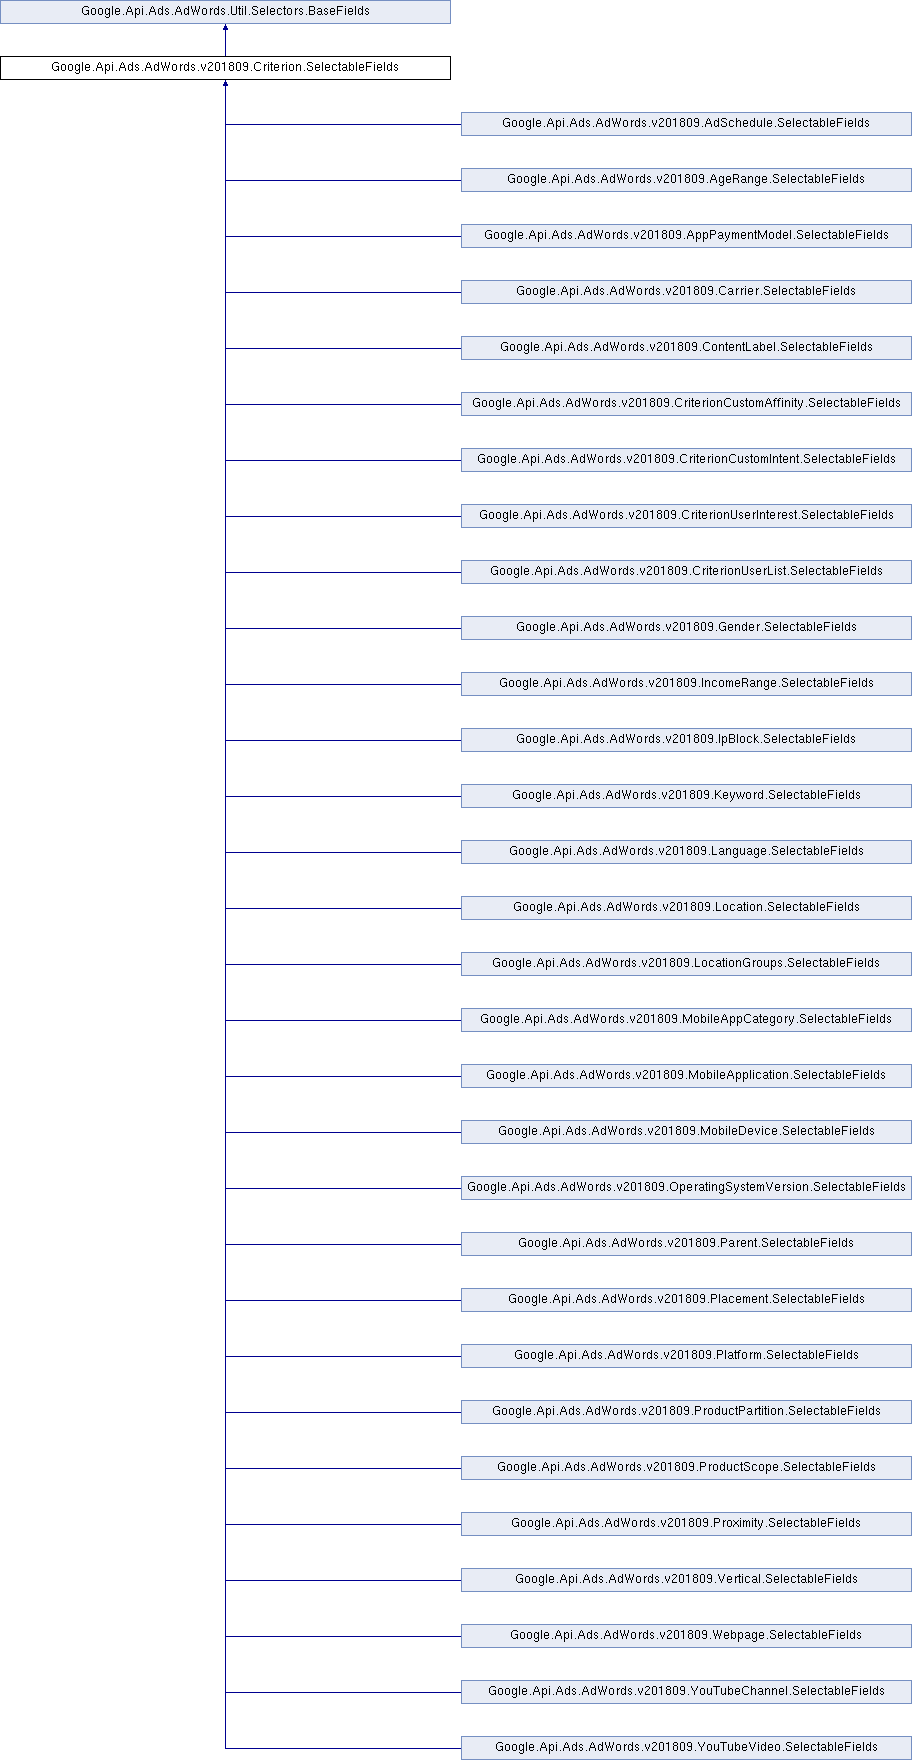 Google.Api.Ads.AdWords.Util.Selectors.BaseFields
Google.Api.Ads.AdWords.v201809.Criterion.SelectableFields
Google.Api.Ads.AdWords.v201809.AdSchedule.SelectableFields
Google.Api.Ads.AdWords.v201809.AgeRange.SelectableFields
Google.Api.Ads.AdWords.v201809.AppPaymentModel.SelectableFields
Google.Api.Ads.AdWords.v201809.Carrier.SelectableFields
Google.Api.Ads.AdWords.v201809.ContentLabel.SelectableFields
Google.Api.Ads.AdWords.v201809.CriterionCustomAffinity.SelectableFields
Google.Api.Ads.AdWords.v201809.CriterionCustomIntent.SelectableFields
Google.Api.Ads.AdWords.v201809.CriterionUserInterest.SelectableFields
Google.Api.Ads.AdWords.v201809.CriterionUserList.SelectableFields
Google.Api.Ads.AdWords.v201809.Gender.SelectableFields
Google.Api.Ads.AdWords.v201809.IncomeRange.SelectableFields
Google.Api.Ads.AdWords.v201809.IpBlock.SelectableFields
Google.Api.Ads.AdWords.v201809.Keyword.SelectableFields
Google.Api.Ads.AdWords.v201809.Language.SelectableFields
Google.Api.Ads.AdWords.v201809.Location.SelectableFields
Google.Api.Ads.AdWords.v201809.LocationGroups.SelectableFields
Google.Api.Ads.AdWords.v201809.MobileAppCategory.SelectableFields
Google.Api.Ads.AdWords.v201809.MobileApplication.SelectableFields
Google.Api.Ads.AdWords.v201809.MobileDevice.SelectableFields
Google.Api.Ads.AdWords.v201809.OperatingSystemVersion.SelectableFields
Google.Api.Ads.AdWords.v201809.Parent.SelectableFields
Google.Api.Ads.AdWords.v201809.Placement.SelectableFields
Google.Api.Ads.AdWords.v201809.Platform.SelectableFields
Google.Api.Ads.AdWords.v201809.ProductPartition.SelectableFields
Google.Api.Ads.AdWords.v201809.ProductScope.SelectableFields
Google.Api.Ads.AdWords.v201809.Proximity.SelectableFields
Google.Api.Ads.AdWords.v201809.Vertical.SelectableFields
Google.Api.Ads.AdWords.v201809.Webpage.SelectableFields
Google.Api.Ads.AdWords.v201809.YouTubeChannel.SelectableFields
Google.Api.Ads.AdWords.v201809.YouTubeVideo.SelectableFields